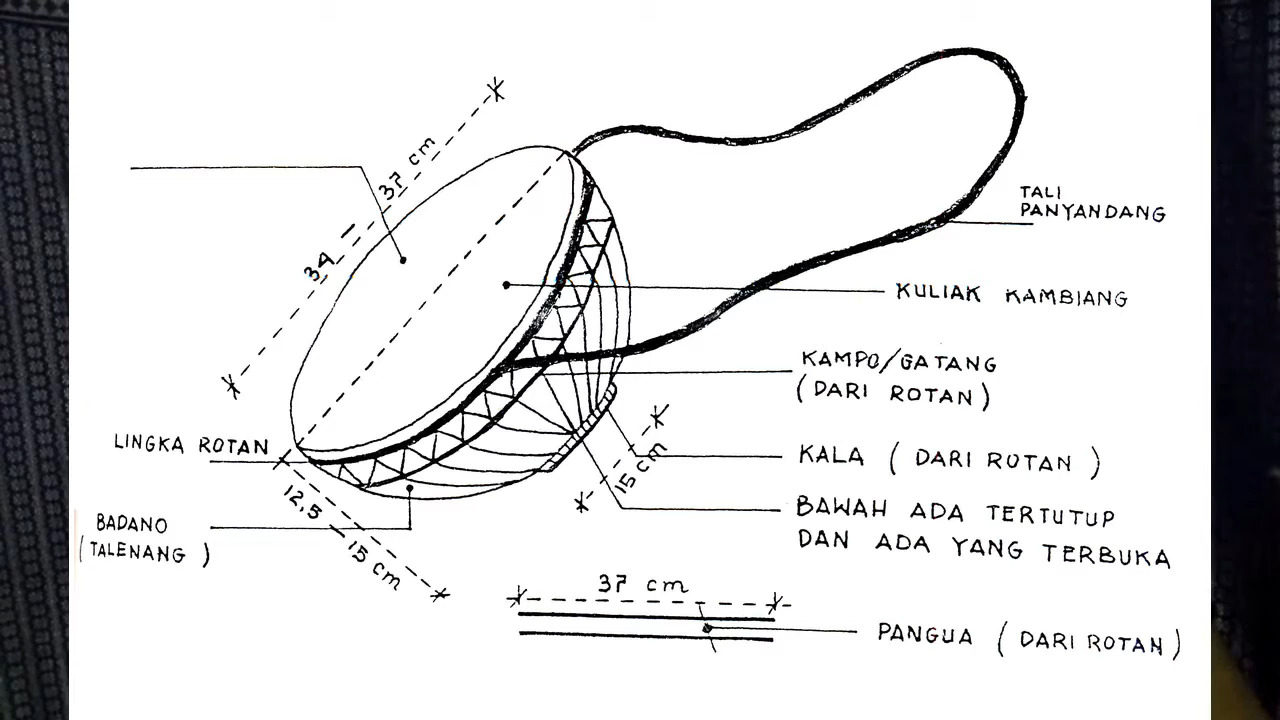 37 cm
34 –
TALI
PANYANDANG
KULIAK KAMBIANG
KAMPO/GATANG
(DARI ROTAN)
LINGKA ROTAN
KALA (DARI ROTAN)
15 cm
12,5 – 15 cm
BADANO
(TALENANG)
BAWAH ADA TERTUTUP
DAN ADA YANG TERBUKA
37 cm
PANGUA (DARI ROTAN)